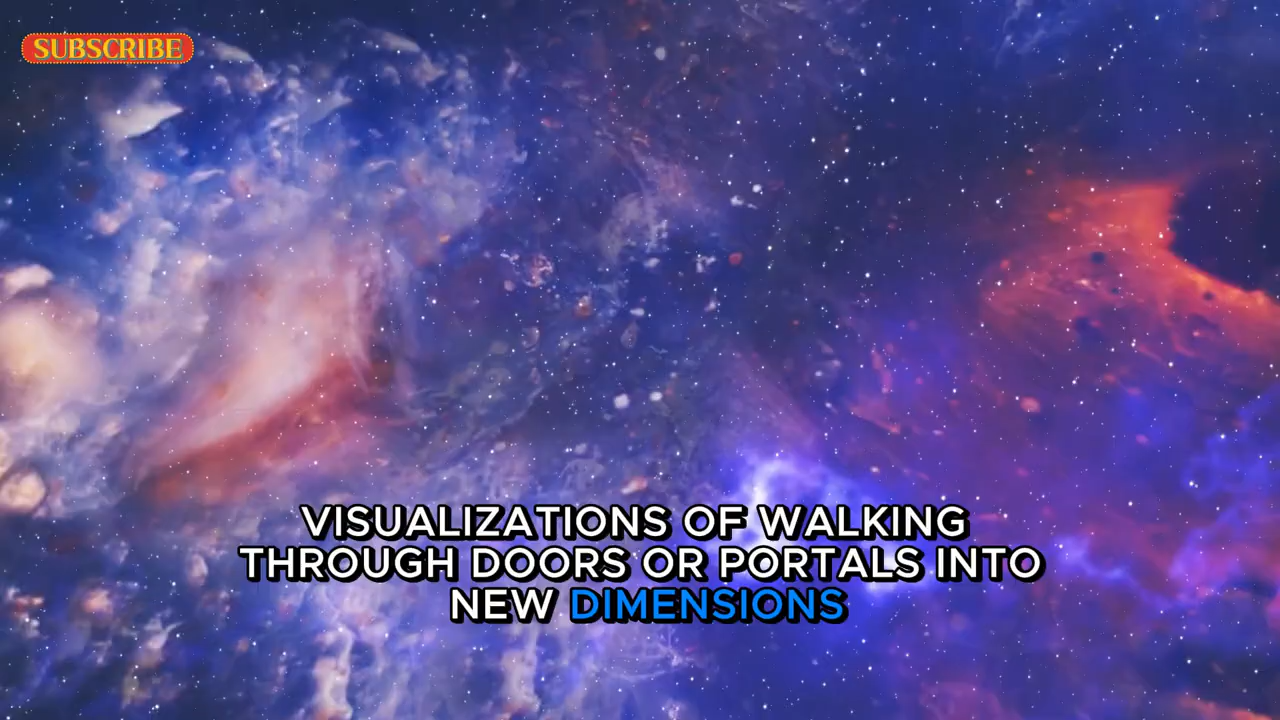 SUBSCRIBE
VISUALIZATIONS OF WALKING
THROUGH DOORS OR PORTALS INTO
NEW DIMENSIONS